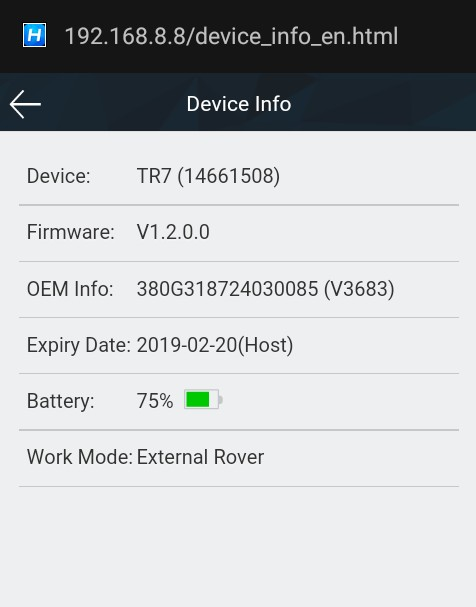 H 192.168.8.8/device_info_en.html
Device Info
Device: TR7 (14661508)
Firmware: V1.2.0.0
OEM Info: 380G318724030085 (V3683)
Expiry Date: 2019-02-20(Host)
Battery: 75%
Work Mode: External Rover